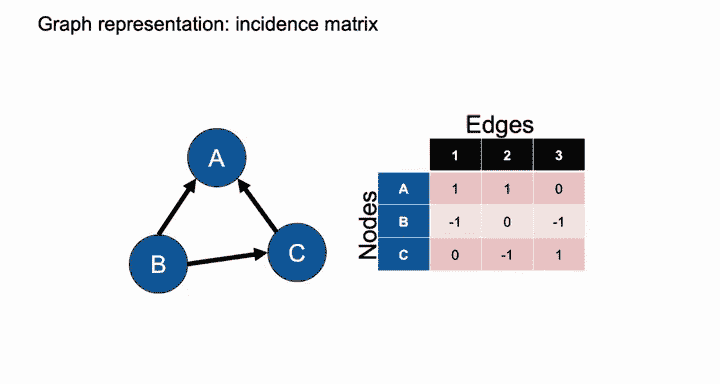 Graph representation: incidence matrix
A
B
C
Edges
Nodes
1 2 3
A 1 1 0
B -1 0 -1
C 0 -1 1